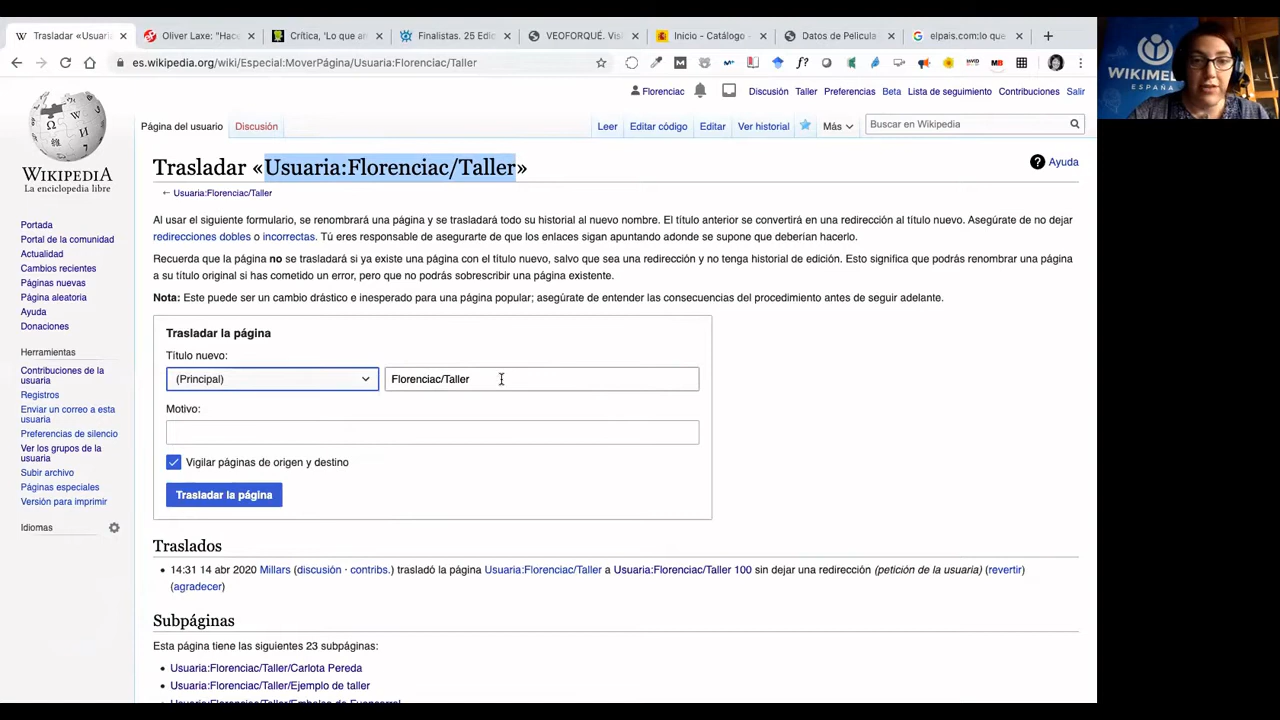 Trasladar «Usuari
Oliver Laxe: "Hace
Crítica, 'Lo que ar
Finalistas. 25 Edic
VEOFORQUÉ. Vis
Inicio - Catálogo
Datos de Película
elpais.com:lo que
es.wikipedia.org/wiki/Especial:MoverPágina/Usuaria:Florenciac/Taller
WIKIME
ESPAÑA
Florenciac Discusión Taller Preferencias Beta Lista de seguimiento Contribuciones Salir
Página del usuario Discusión Leer Editar código Editar Ver historial Más Buscar en Wikipedia
WIKIPEDIA
La enciclopedia libre
Portada
Portal de la comunidad
Actualidad
Cambios recientes
Páginas nuevas
Página aleatoria
Ayuda
Donaciones
Herramientas
Contribuciones de la
usuaria
Registros
Enviar un correo a esta
usuaria
Preferencias de silencio
Ver los grupos de la
usuaria
Subir archivo
Páginas especiales
Versión para imprimir
Idiomas
Trasladar «Usuaria:Florenciac/Taller»
Ayuda
← Usuaria:Florenciac/Taller
Al usar el siguiente formulario, se renombrará una página y se trasladará todo su historial al nuevo nombre. El título anterior se convertirá en una redirección al título nuevo. Asegúrate de no dejar
redirecciones dobles o incorrectas. Tú eres responsable de asegurarte de que los enlaces sigan apuntando adonde se supone que deberían hacerlo.
Recuerda que la página no se trasladará si ya existe una página con el título nuevo, salvo que sea una redirección y no tenga historial de edición. Esto significa que podrás renombrar una página
a su título original si has cometido un error, pero que no podrás sobrescribir una página existente.
Nota: Este puede ser un cambio drástico e inesperado para una página popular; asegúrate de entender las consecuencias del procedimiento antes de seguir adelante.
Trasladar la página
Título nuevo:
(Principal) Florenciac/Taller
Motivo:
Vigilar páginas de origen y destino
Trasladar la página
Traslados
• 14:31 14 abr 2020 Millars (discusión · contribs.) trasladó la página Usuaria:Florenciac/Taller a Usuaria:Florenciac/Taller 100 sin dejar una redirección (petición de la usuaria) (revertir)
(agradecer)
Subpáginas
Esta página tiene las siguientes 23 subpáginas:
• Usuaria:Florenciac/Taller/Carlota Pereda
• Usuaria:Florenciac/Taller/Ejemplo de taller